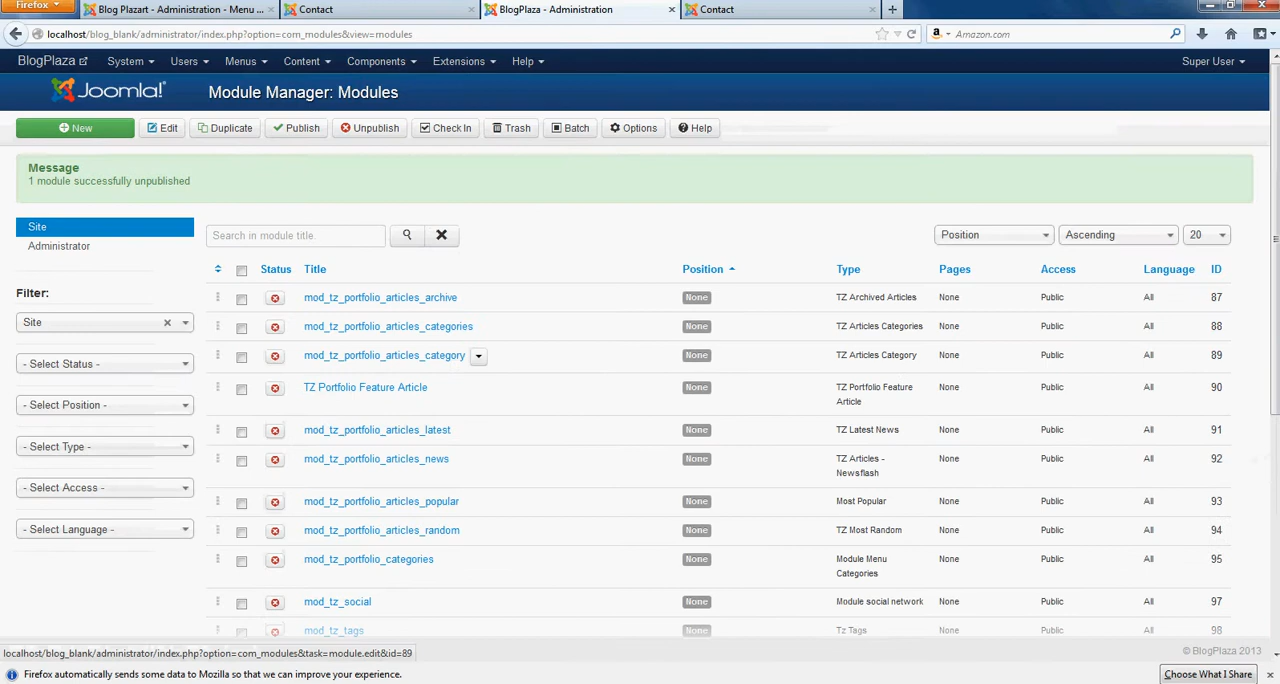 Firefox
Blog Plazart - Administration - Menu ...
Contact
BlogPlaza - Administration
Contact
localhost/blog_blank/administrator/index.php?option=com_modules&view=modules
Amazon.com
BlogPlaza
System
Users
Menus
Content
Components
Extensions
Help
Super User
Joomla!
Module Manager: Modules
New
Edit
Duplicate
Publish
Unpublish
Check In
Trash
Batch
Options
Help
Message
1 module successfully unpublished
Site
Administrator
Search in module title
Position
Ascending
20
Status Title Position Type Pages Access Language ID
Filter:
Site
- Select Status -
- Select Position -
- Select Type -
- Select Access -
- Select Language -
mod_tz_portfolio_articles_archive None TZ Archived Articles None Public All 87
mod_tz_portfolio_articles_categories None TZ Articles Categories None Public All 88
mod_tz_portfolio_articles_category None TZ Articles Category None Public All 89
TZ Portfolio Feature Article None TZ Portfolio Feature None Public All 90
Article
mod_tz_portfolio_articles_latest None TZ Latest News None Public All 91
mod_tz_portfolio_articles_news None TZ Articles - None Public All 92
Newsflash
mod_tz_portfolio_articles_popular None Most Popular None Public All 93
mod_tz_portfolio_articles_random None TZ Most Random None Public All 94
mod_tz_portfolio_categories None Module Menu None Public All 95
Categories
mod_tz_social None Module social network None Public All 97
mod_tz_tags None Tz Tags None Public All 98
localhost/blog_blank/administrator/index.php?option=com_modules&task=module.edit&id=89
© BlogPlaza 2013
Firefox automatically sends some data to Mozilla so that we can improve your experience.
Choose What I Share